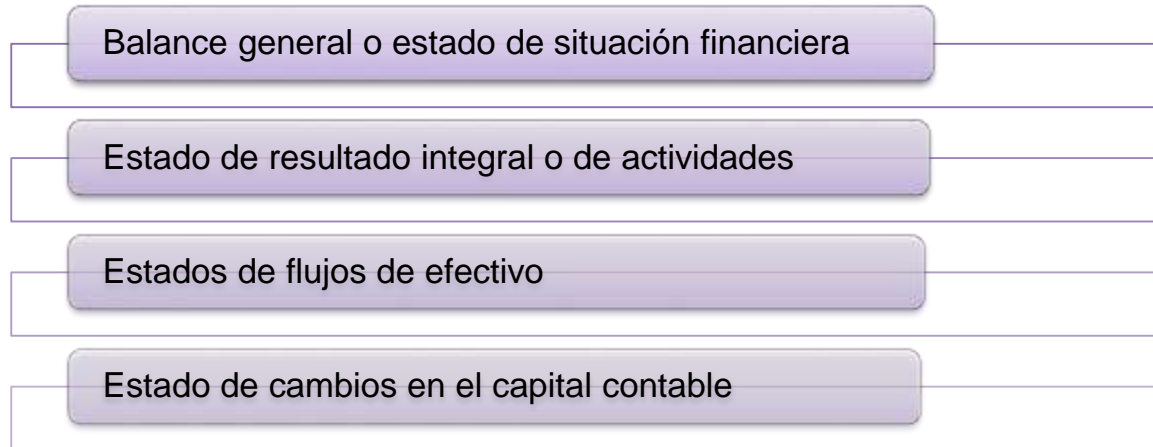 Balance general o estado de situación financiera
Estado de resultado integral o de actividades
Estados de flujos de efectivo
Estado de cambios en el capital contable